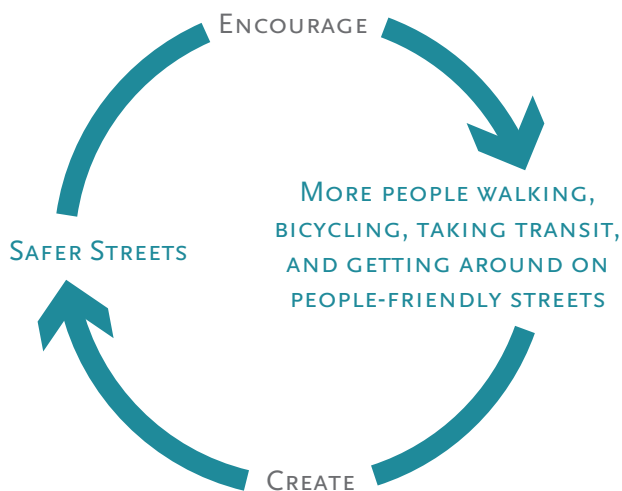 Encourage
More people walking,
bicycling, taking transit,
and getting around on
people-friendly streets
Safer Streets
Create